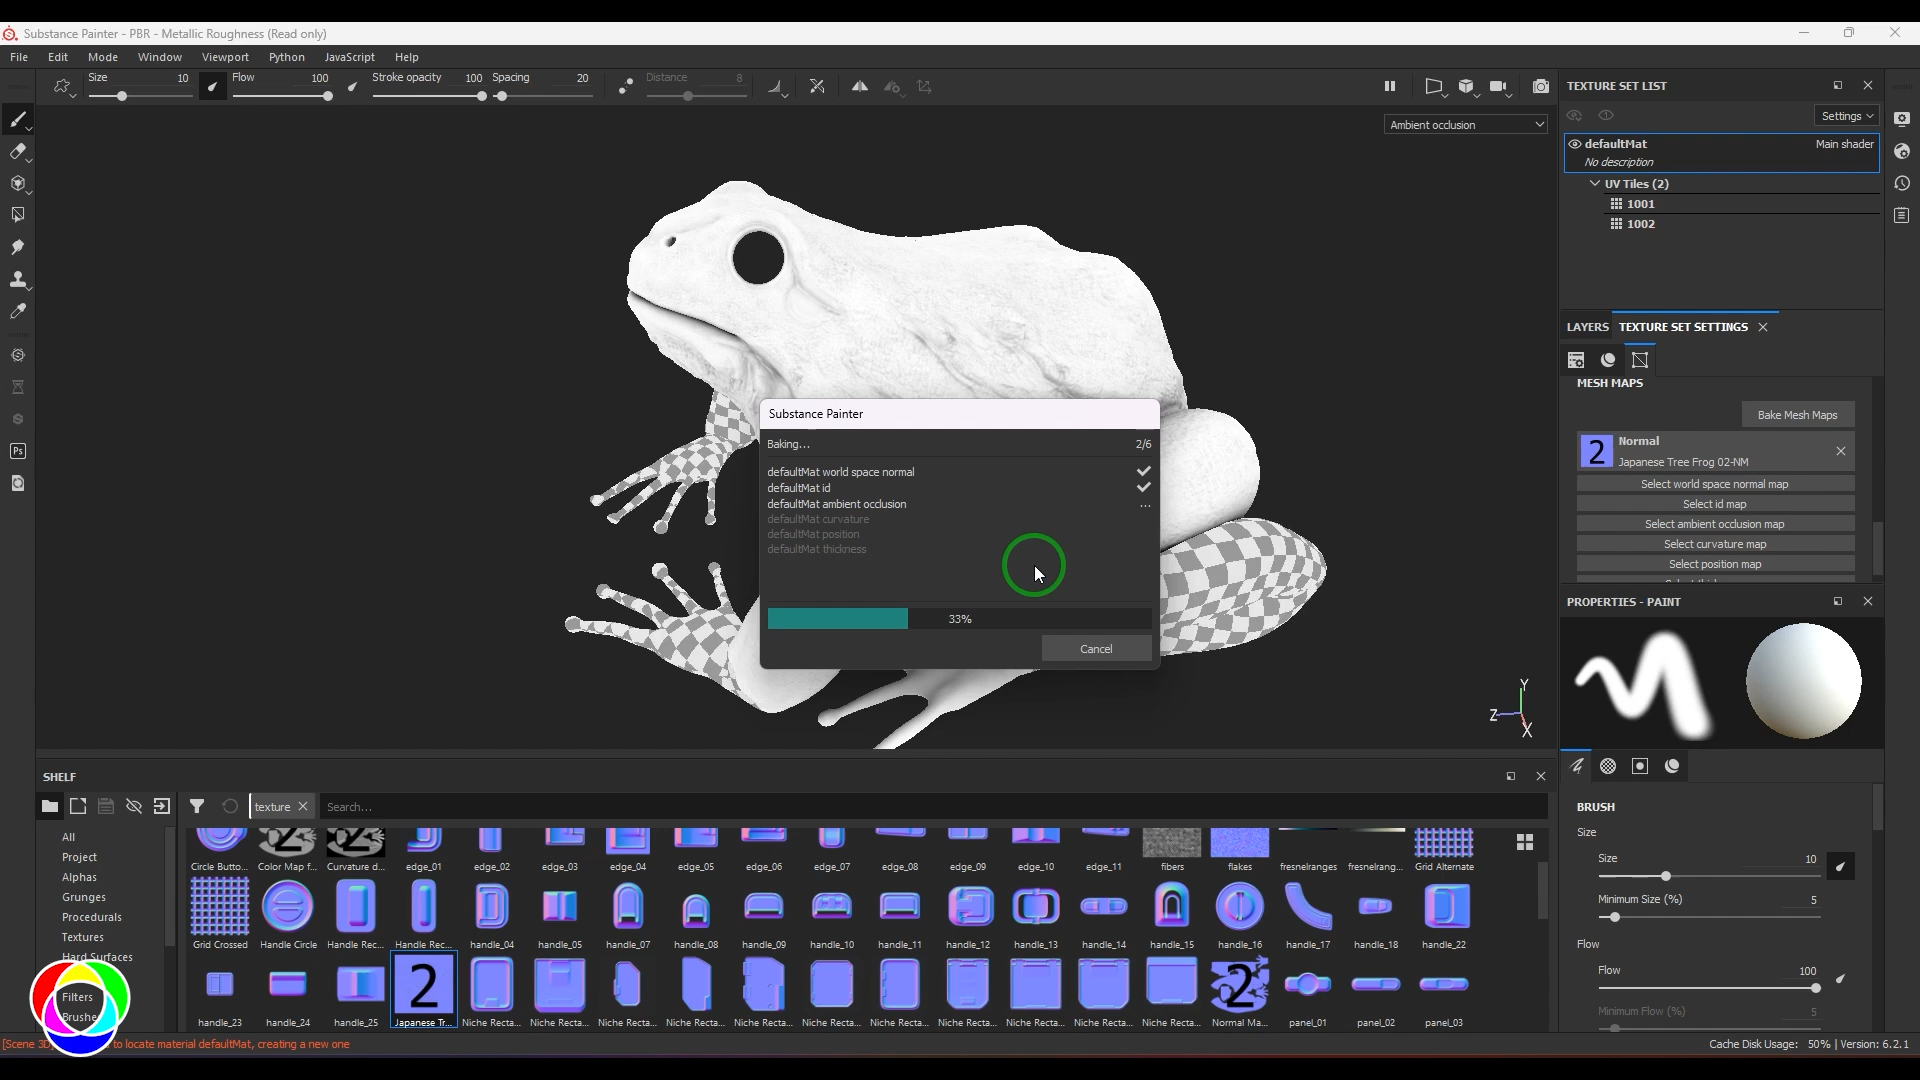 Substance Painter - PBR - Metallic Roughness (Read only)
File Edit Mode Window Viewport Python JavaScript Help
Size 10 Flow 100 Stroke opacity 100 Spacing 20 Distance 8
Ambient occlusion
TEXTURE SET LIST
Settings
defaultMat Main shader
No description
UV Tiles (2)
1001
1002
LAYERS TEXTURE SET SETTINGS
MESH MAPS
Bake Mesh Maps
2 Normal
Japanese Tree Frog 02-NM
Select world space normal map
Select id map
Select ambient occlusion map
Select curvature map
Select position map
Substance Painter
Baking... 2/6
defaultMat world space normal
defaultMat id
defaultMat ambient occlusion ...
defaultMat curvature
defaultMat position
defaultMat thickness
33%
Cancel
Ps
Y
Z
X
PROPERTIES - PAINT
BRUSH
Size
Size 10
Minimum Size (%) 5
Flow
Flow 100
Minimum Flow (%) 5
SHELF
texture Search...
All
Project
Alphas
Grunges
Procedurals
Textures
Hard Surfaces
Filters
Brushe
Circle Butto... Color Map f... Curvature d... edge_01 edge_02 edge_03 edge_04 edge_05 edge_06 edge_07 edge_08 edge_09 edge_10 edge_11 fibers flakes fresnelranges fresnelrang... Grid Alternate
Grid Crossed Handle Circle Handle Rec... Handle Rec... handle_04 handle_05 handle_07 handle_08 handle_09 handle_10 handle_11 handle_12 handle_13 handle_14 handle_15 handle_16 handle_17 handle_18 handle_22
2 2
handle_23 handle_24 handle_25 Japanese Tr... Niche Recta... Niche Recta... Niche Recta... Niche Recta... Niche Recta... Niche Recta... Niche Recta... Niche Recta... Niche Recta... Niche Recta... Niche Recta... Normal Ma... panel_01 panel_02 panel_03
[Scene 3D] to locate material defaultMat, creating a new one
Cache Disk Usage: 50% | Version: 6.2.1